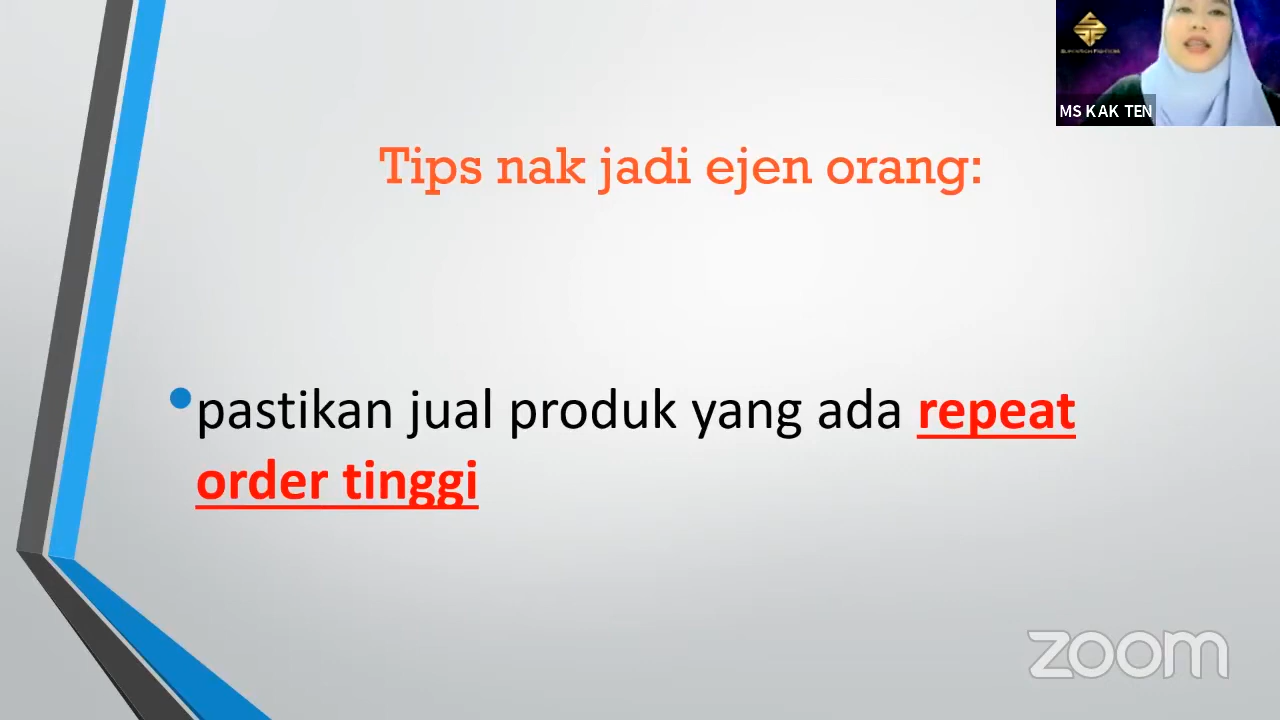 MS KAK TEN
Tips nak jadi ejen orang:
pastikan jual produk yang ada repeat
order tinggi
zoom